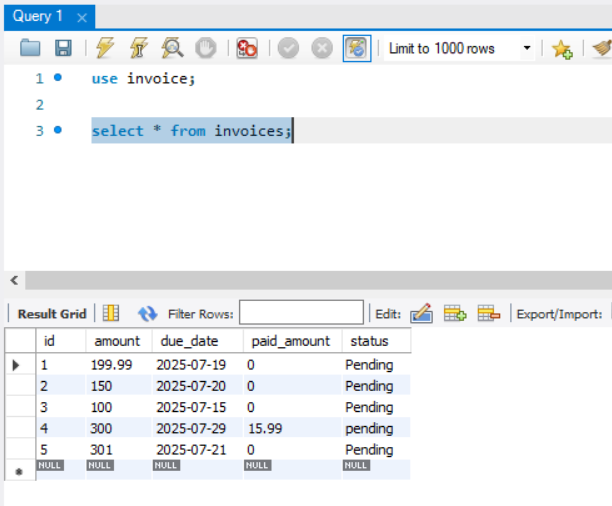 Query 1 ×
Limit to 1000 rows
1 use invoice;
2
3 select * from invoices;
Result Grid Filter Rows: Edit: Export/Import:
id amount due_date paid_amount status
1 199.99 2025-07-19 0 Pending
2 150 2025-07-20 0 Pending
3 100 2025-07-15 0 Pending
4 300 2025-07-29 15.99 pending
5 301 2025-07-21 0 Pending
NULL NULL NULL NULL NULL